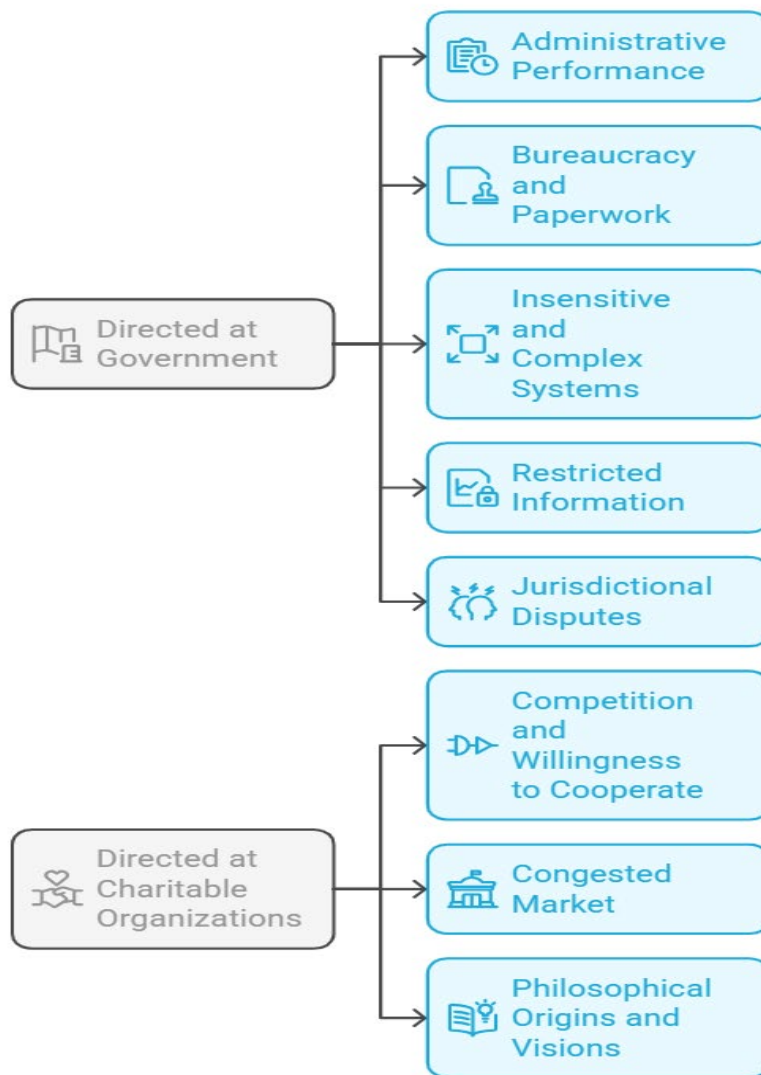 Directed at
Government
Administrative
Performance
Bureaucracy
and
Paperwork
Insensitive
and
Complex
Systems
Restricted
Information
Jurisdictional
Disputes
Directed at
Charitable
Organizations
Competition
and
Willingness
to Cooperate
Congested
Market
Philosophical
Origins and
Visions